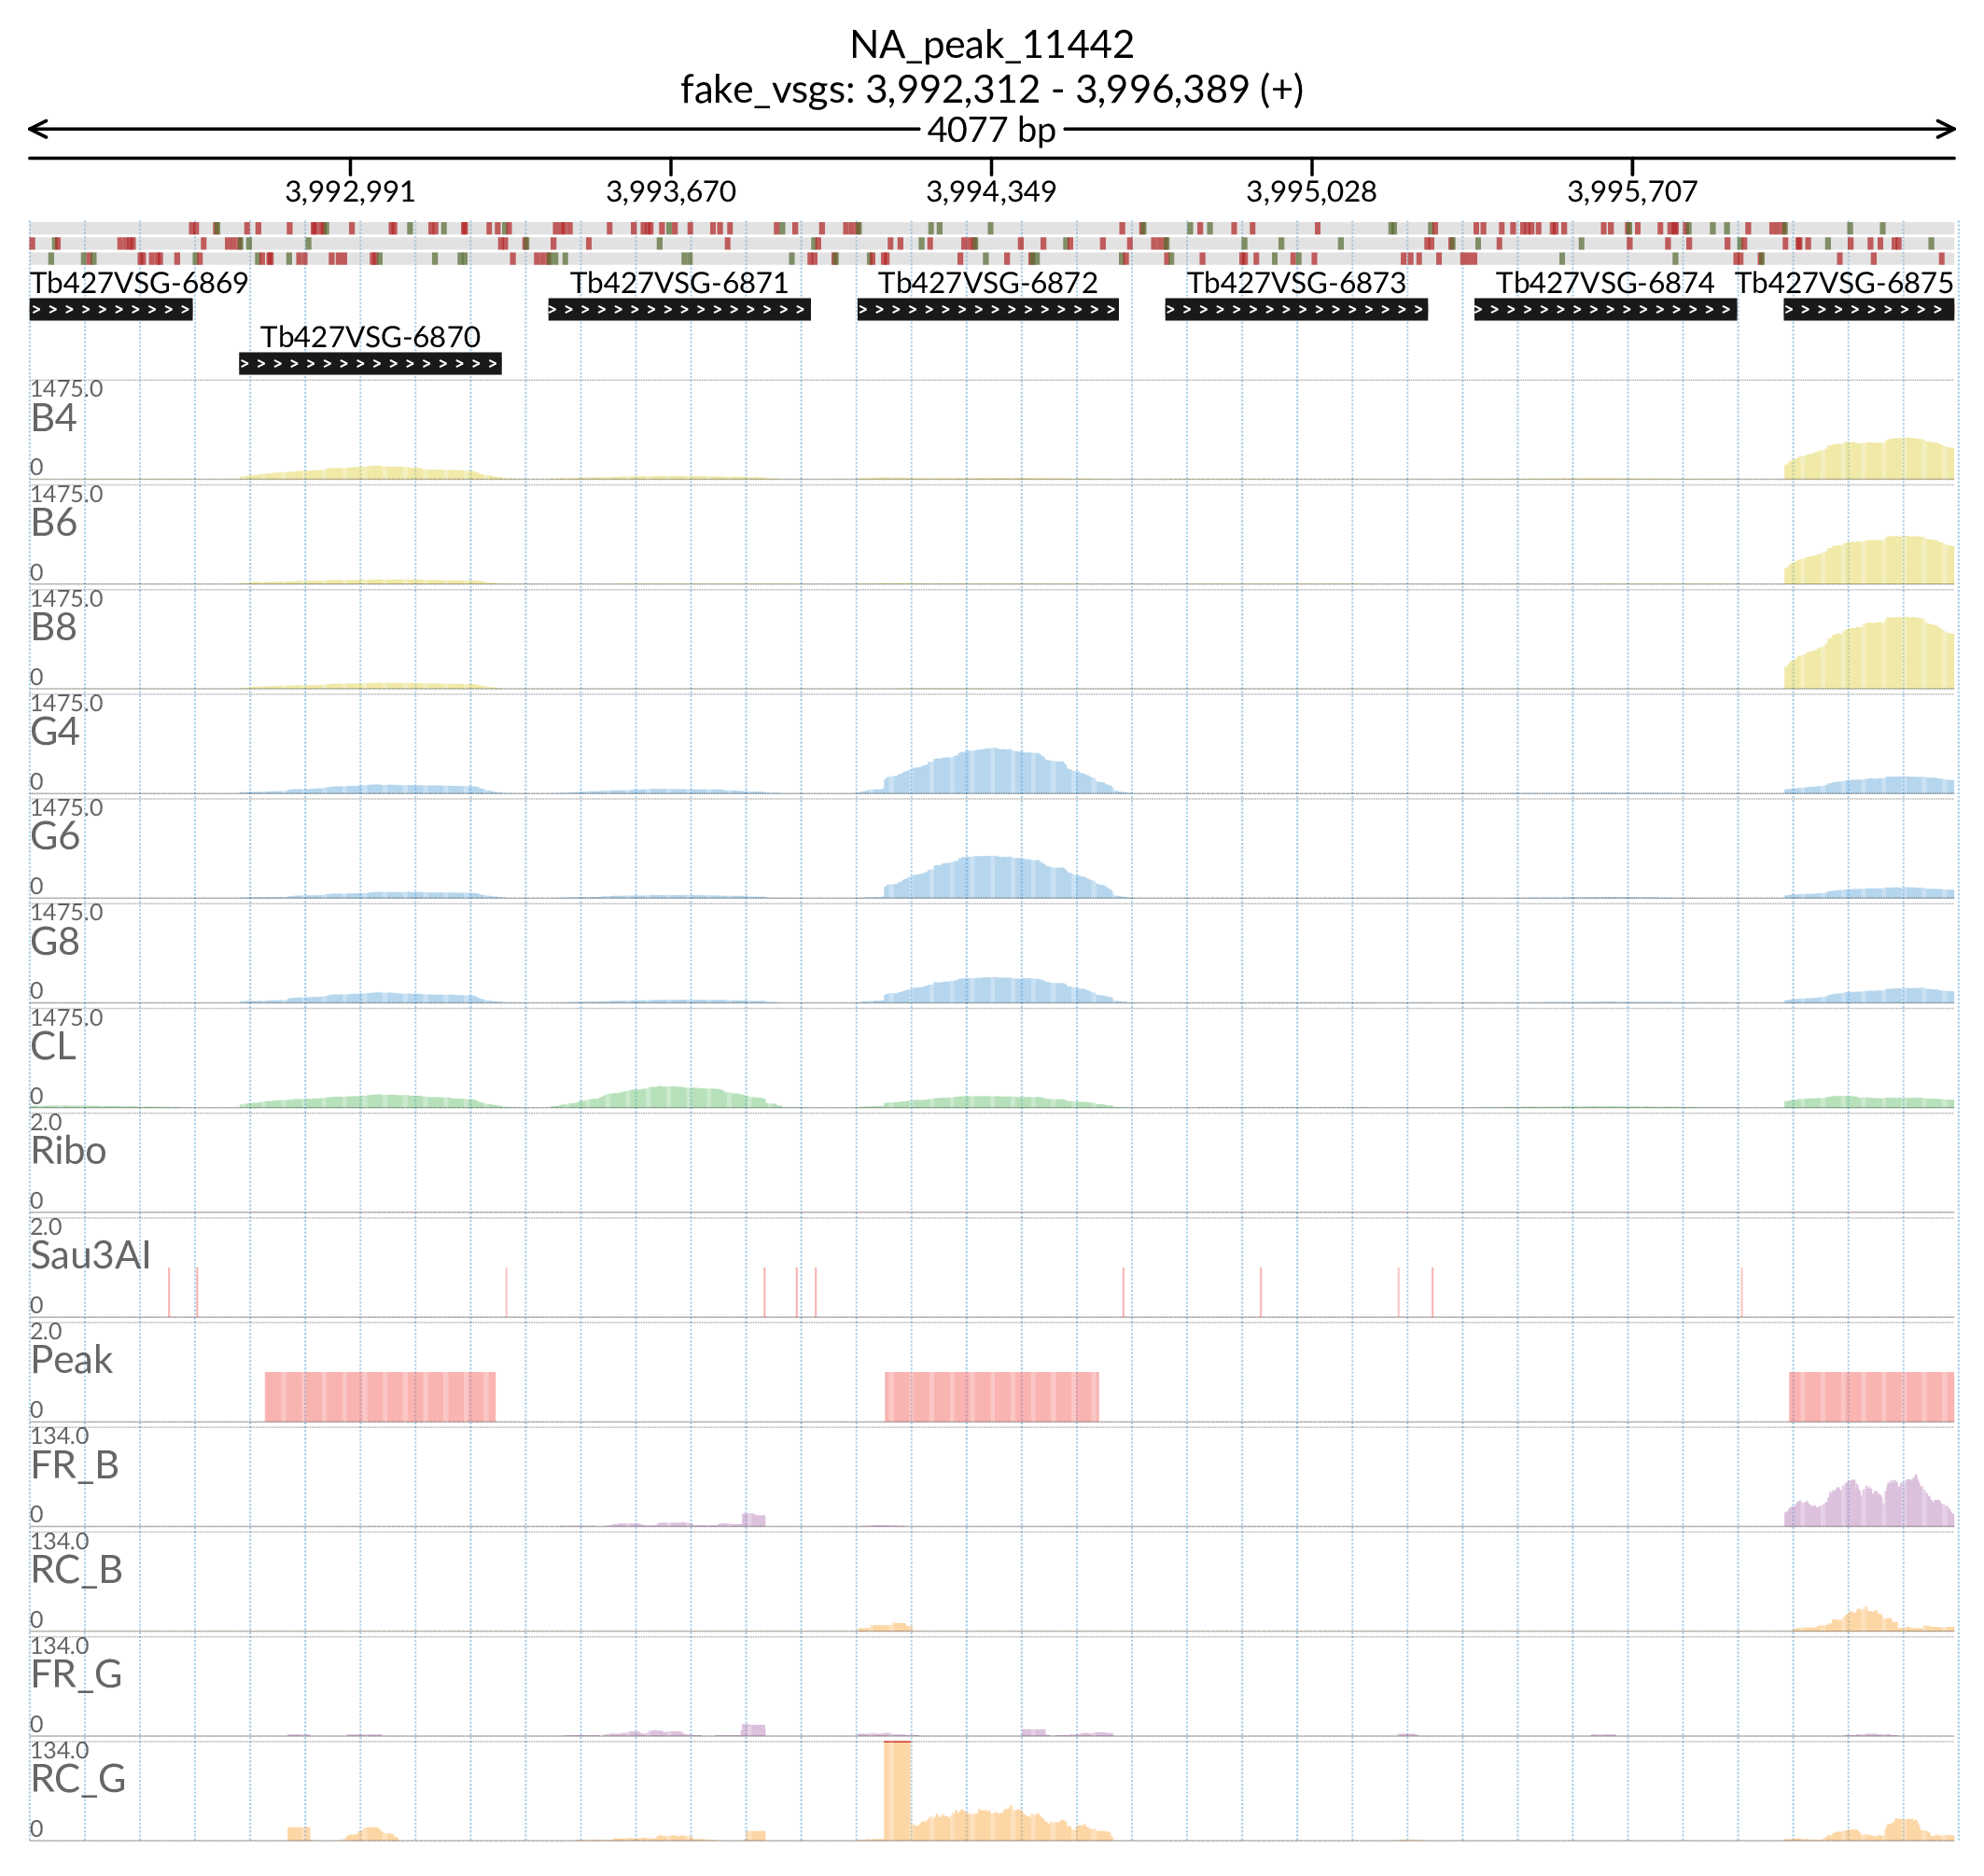 NA_peak_11442
fake_vsgs: 3,992,312 - 3,996,389 (+)
4077 bp
3,992,991 3,993,670 3,994,349 3,995,028 3,995,707
Tb427VSG-6869 Tb427VSG-6871 Tb427VSG-6872 Tb427VSG-6873 Tb427VSG-6874 Tb427VSG-6875
Tb427VSG-6870
1475.0
B4
0
1475.0
B6
0
1475.0
B8
0
1475.0
G4
0
1475.0
G6
0
1475.0
G8
0
1475.0
CL
0
2.0
Ribo
0
2.0
Sau3AI
0
2.0
Peak
0
134.0
FR_B
0
134.0
RC_B
0
134.0
FR_G
0
134.0
RC_G
0